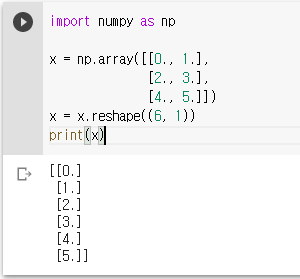 import numpy as np
x = np.array([[0., 1.],
[2., 3.],
[4., 5.]])
x = x.reshape((6, 1))
print(x)
[[0.]
[1.]
[2.]
[3.]
[4.]
[5.]]